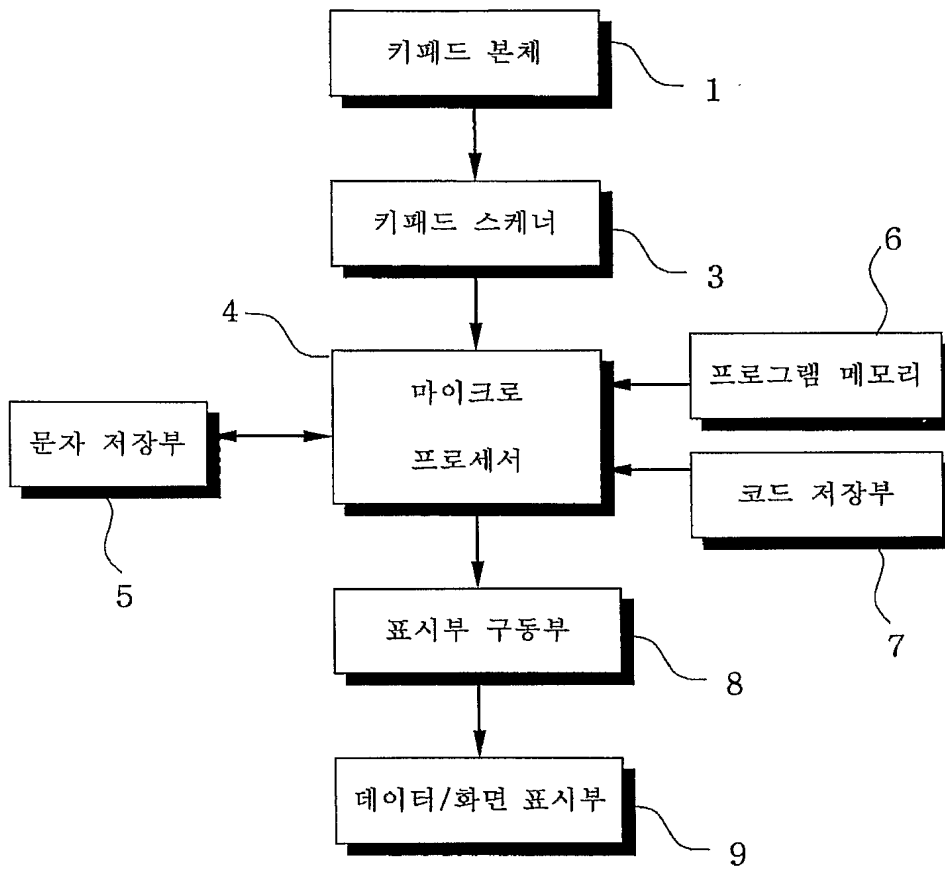 키패드 본체
1
키패드 스케너
3
6
4
프로그램 메모리
마이크로
프로세서
문자 저장부
코드 저장부
5
7
표시부 구동부
8
데이터/화면 표시부
9